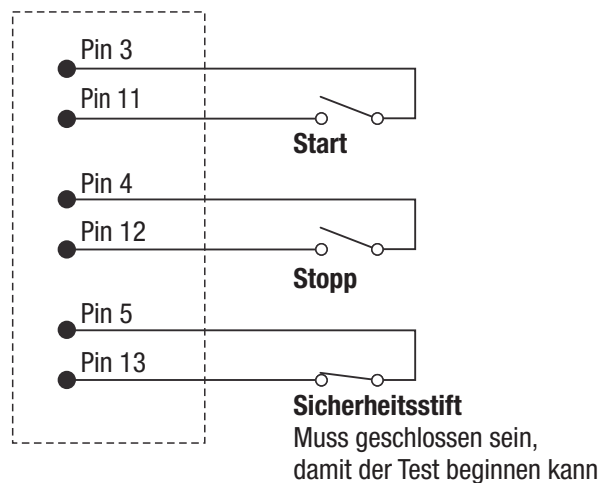 Pin 3
Pin 11
Start
Pin 4
Pin 12
Stopp
Pin 5
Pin 13
Sicherheitsstift
Muss geschlossen sein,
damit der Test beginnen kann